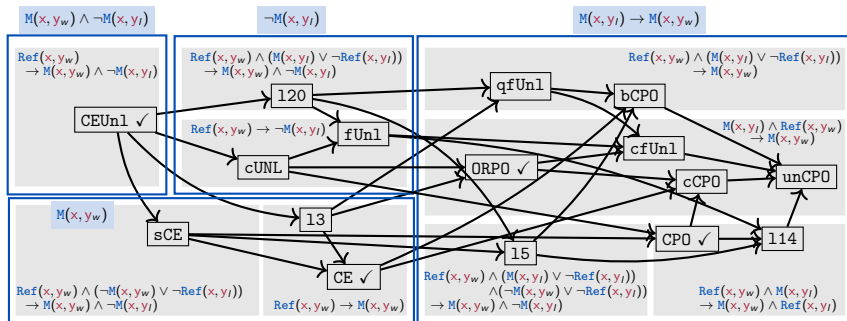 M(x, y_w) ∧ ¬M(x, y_l)
¬M(x, y_l)
M(x, y_l) → M(x, y_w)
Ref(x, y_w)
→ M(x, y_w) ∧ ¬M(x, y_l)
Ref(x, y_w) ∧ (M(x, y_l) ∨ ¬Ref(x, y_l))
→ M(x, y_w) ∧ ¬M(x, y_l)
Ref(x, y_w) ∧ (M(x, y_l) ∨ ¬Ref(x, y_l))
→ M(x, y_w)
CEUnl ✓
l20
qfUnl
bCPO
Ref(x, y_w) → ¬M(x, y_l)
fUnl
cUNL
M(x, y_l) ∧ Ref(x, y_w)
→ M(x, y_w)
cfUnl
ORPO ✓
cCPO
unCPO
M(x, y_w)
sCE
l3
CE ✓
l5
CPO ✓
l14
Ref(x, y_w) ∧ (¬M(x, y_w) ∨ ¬Ref(x, y_l))
→ M(x, y_w) ∧ ¬M(x, y_l)
Ref(x, y_w) → M(x, y_w)
Ref(x, y_w) ∧ (M(x, y_l) ∨ ¬Ref(x, y_l))
∧(¬M(x, y_w) ∨ ¬Ref(x, y_l))
→ M(x, y_w) ∧ ¬M(x, y_l)
Ref(x, y_w) ∧ M(x, y_l)
→ M(x, y_w) ∧ Ref(x, y_l)